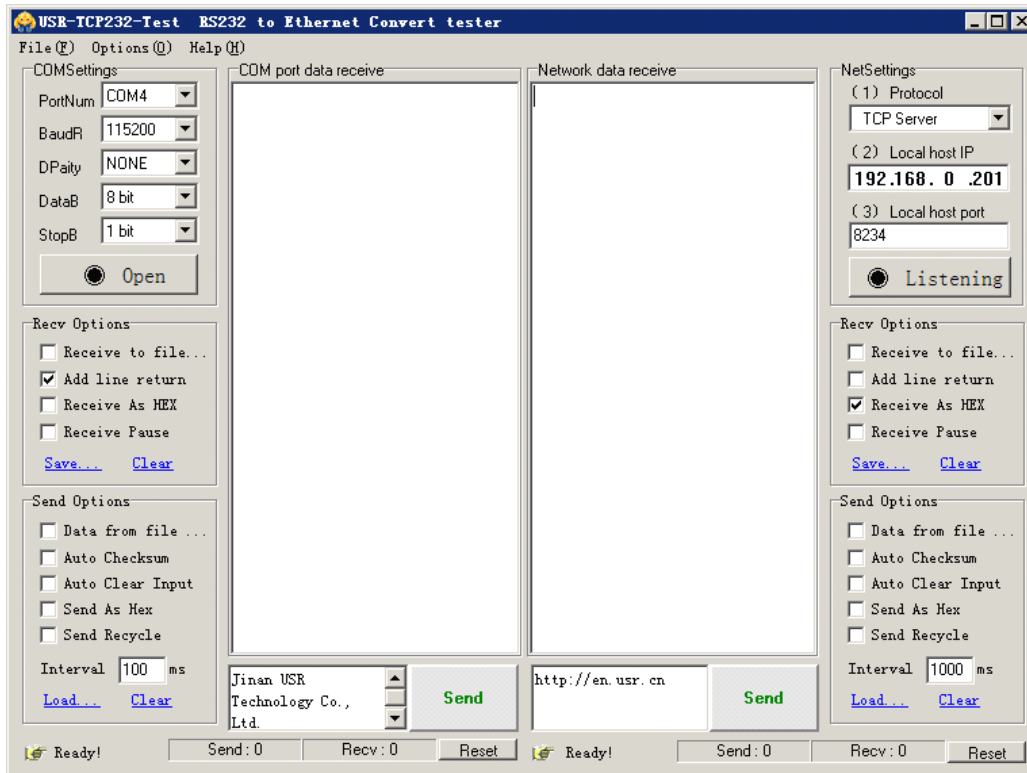 USR-TCP232-Test RS232 to Ethernet Convert tester
File(F) Options(O) Help(H)
COMSettings
PortNum COM4
BaudR 115200
DPaity NONE
DataB 8 bit
StopB 1 bit
Open
Recv Options
Receive to file...
Add line return
Receive As HEX
Receive Pause
Save... Clear
Send Options
Data from file ...
Auto Checksum
Auto Clear Input
Send As Hex
Send Recycle
Interval 100 ms
Load... Clear
COM port data receive
Jinan USR
Technology Co.,
Ltd.
Send
Network data receive
http://en.usr.cn
Send
NetSettings
(1) Protocol
TCP Server
(2) Local host IP
192.168. 0 .201
(3) Local host port
8234
Listening
Recv Options
Receive to file...
Add line return
Receive As HEX
Receive Pause
Save... Clear
Send Options
Data from file ...
Auto Checksum
Auto Clear Input
Send As Hex
Send Recycle
Interval 1000 ms
Load... Clear
Ready! Send : 0 Recv : 0 Reset
Ready! Send : 0 Recv : 0 Reset